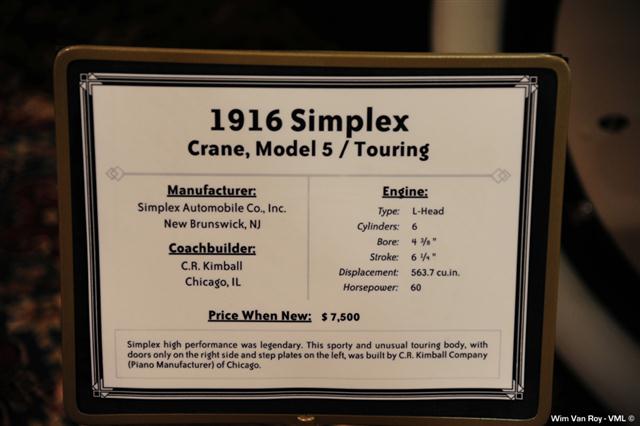 1916 Simplex
Crane, Model 5 / Touring
Manufacturer:
Simplex Automobile Co., Inc.
New Brunswick, NJ
Coachbuilder:
C.R. Kimball
Chicago, IL
Engine:
Type: L-Head
Cylinders: 6
Bore: 4 3/8"
Stroke: 6 1/4"
Displacement: 563.7 cu.in.
Horsepower: 60
Price When New: $ 7,500
Simplex high performance was legendary. This sporty and unusual touring body, with
doors only on the right side and step plates on the left, was built by C.R. Kimball Company
(Piano Manufacturer) of Chicago.
Wim Van Roy - VML ©